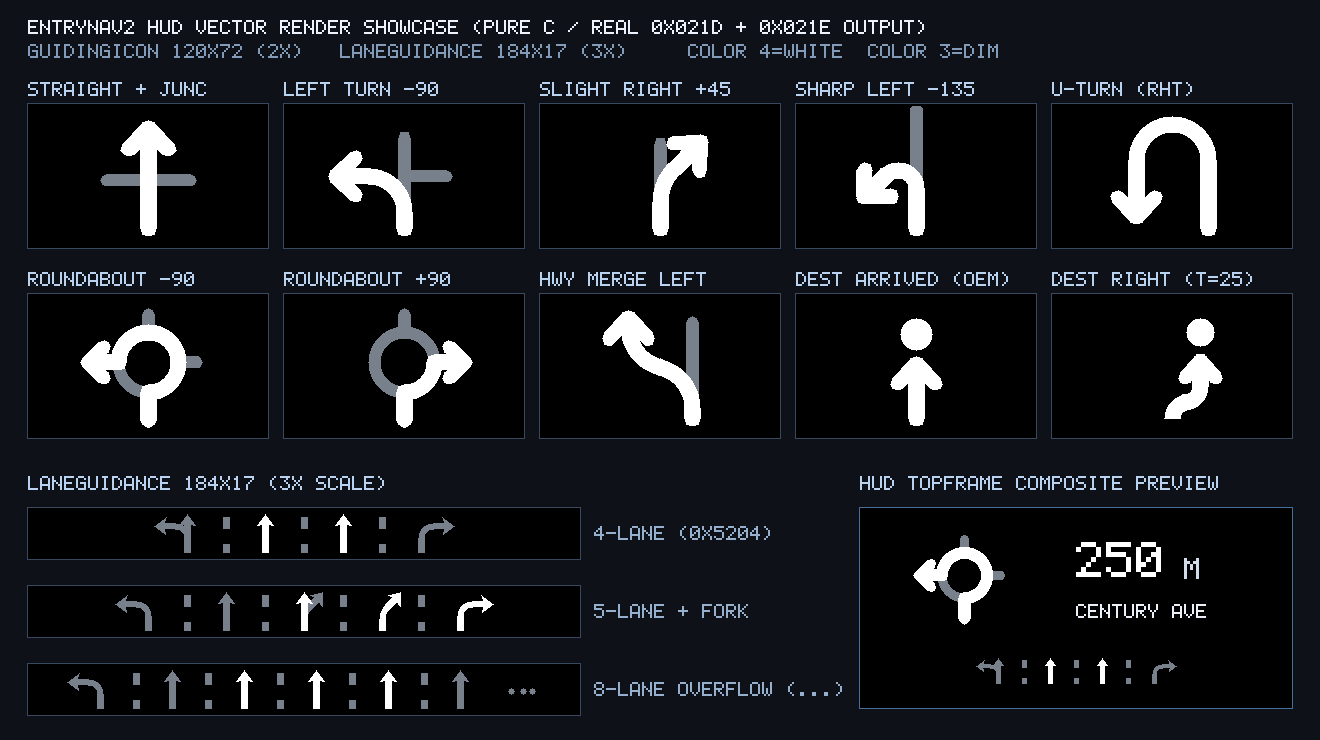 ENTRYNAV2 HUD VECTOR RENDER SHOWCASE (PURE C / REAL 0X021D + 0X021E OUTPUT)
GUIDINGICON 120X72 (2X)   LANEGUIDANCE 184X17 (3X)     COLOR 4=WHITE  COLOR 3=DIM
STRAIGHT + JUNC
LEFT TURN -90
SLIGHT RIGHT +45
SHARP LEFT -135
U-TURN (RHT)
ROUNDABOUT -90
ROUNDABOUT +90
HWY MERGE LEFT
DEST ARRIVED (OEM)
DEST RIGHT (T=25)
LANEGUIDANCE 184X17 (3X SCALE)
4-LANE (0X5204)
5-LANE + FORK
8-LANE OVERFLOW (...)
HUD TOPFRAME COMPOSITE PREVIEW
250 M
CENTURY AVE